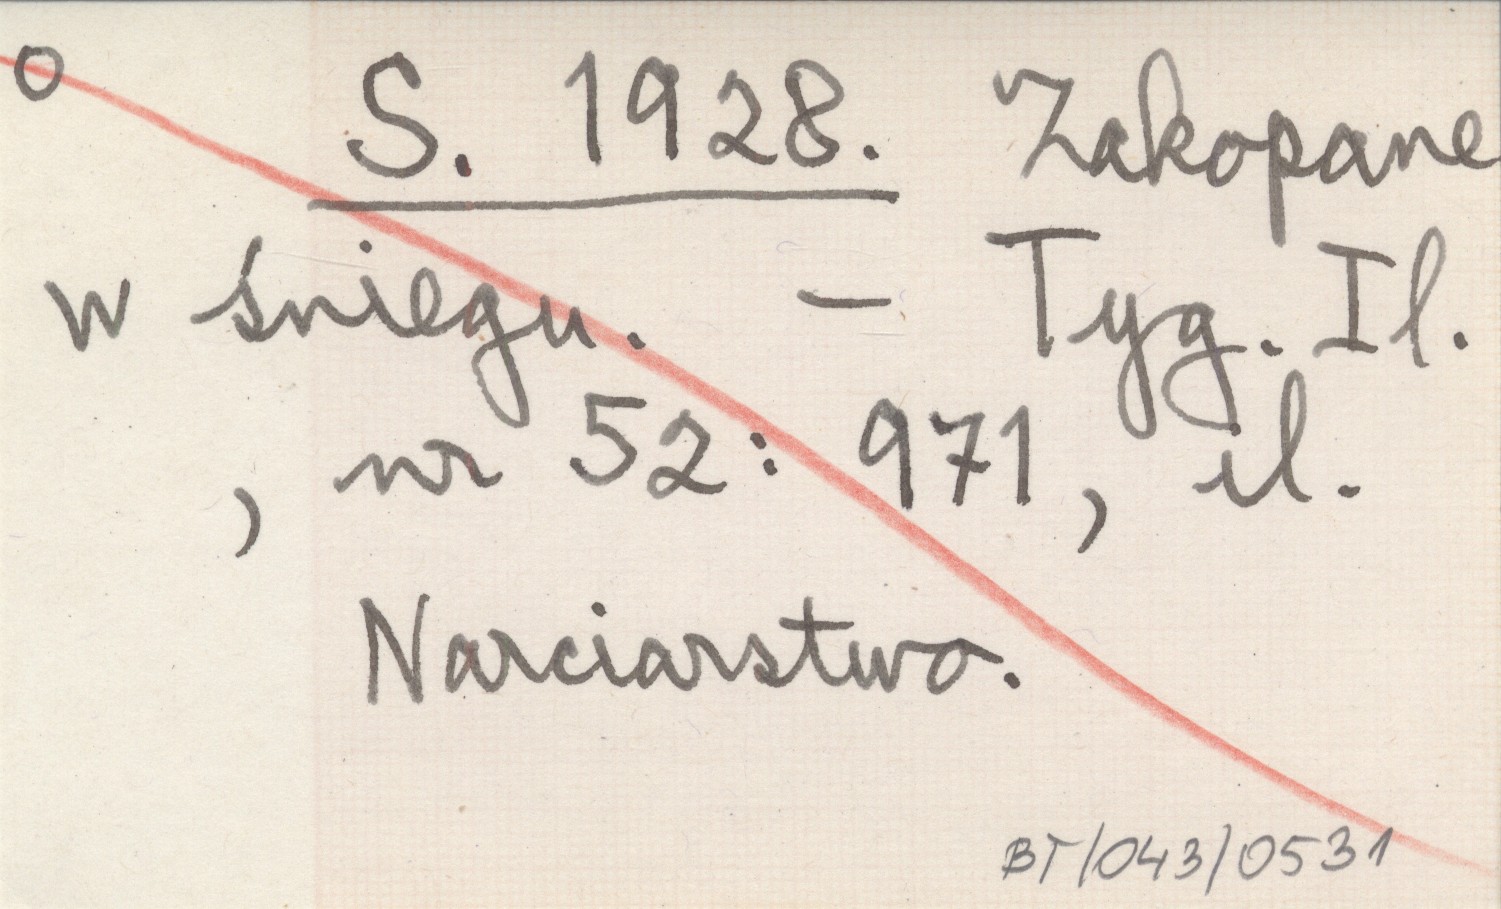 o S. 1928. Zakopane
w śniegu. – Tyg. Il.
, nr 52: 971, il.
Narciarstwo.
BT/043/0531